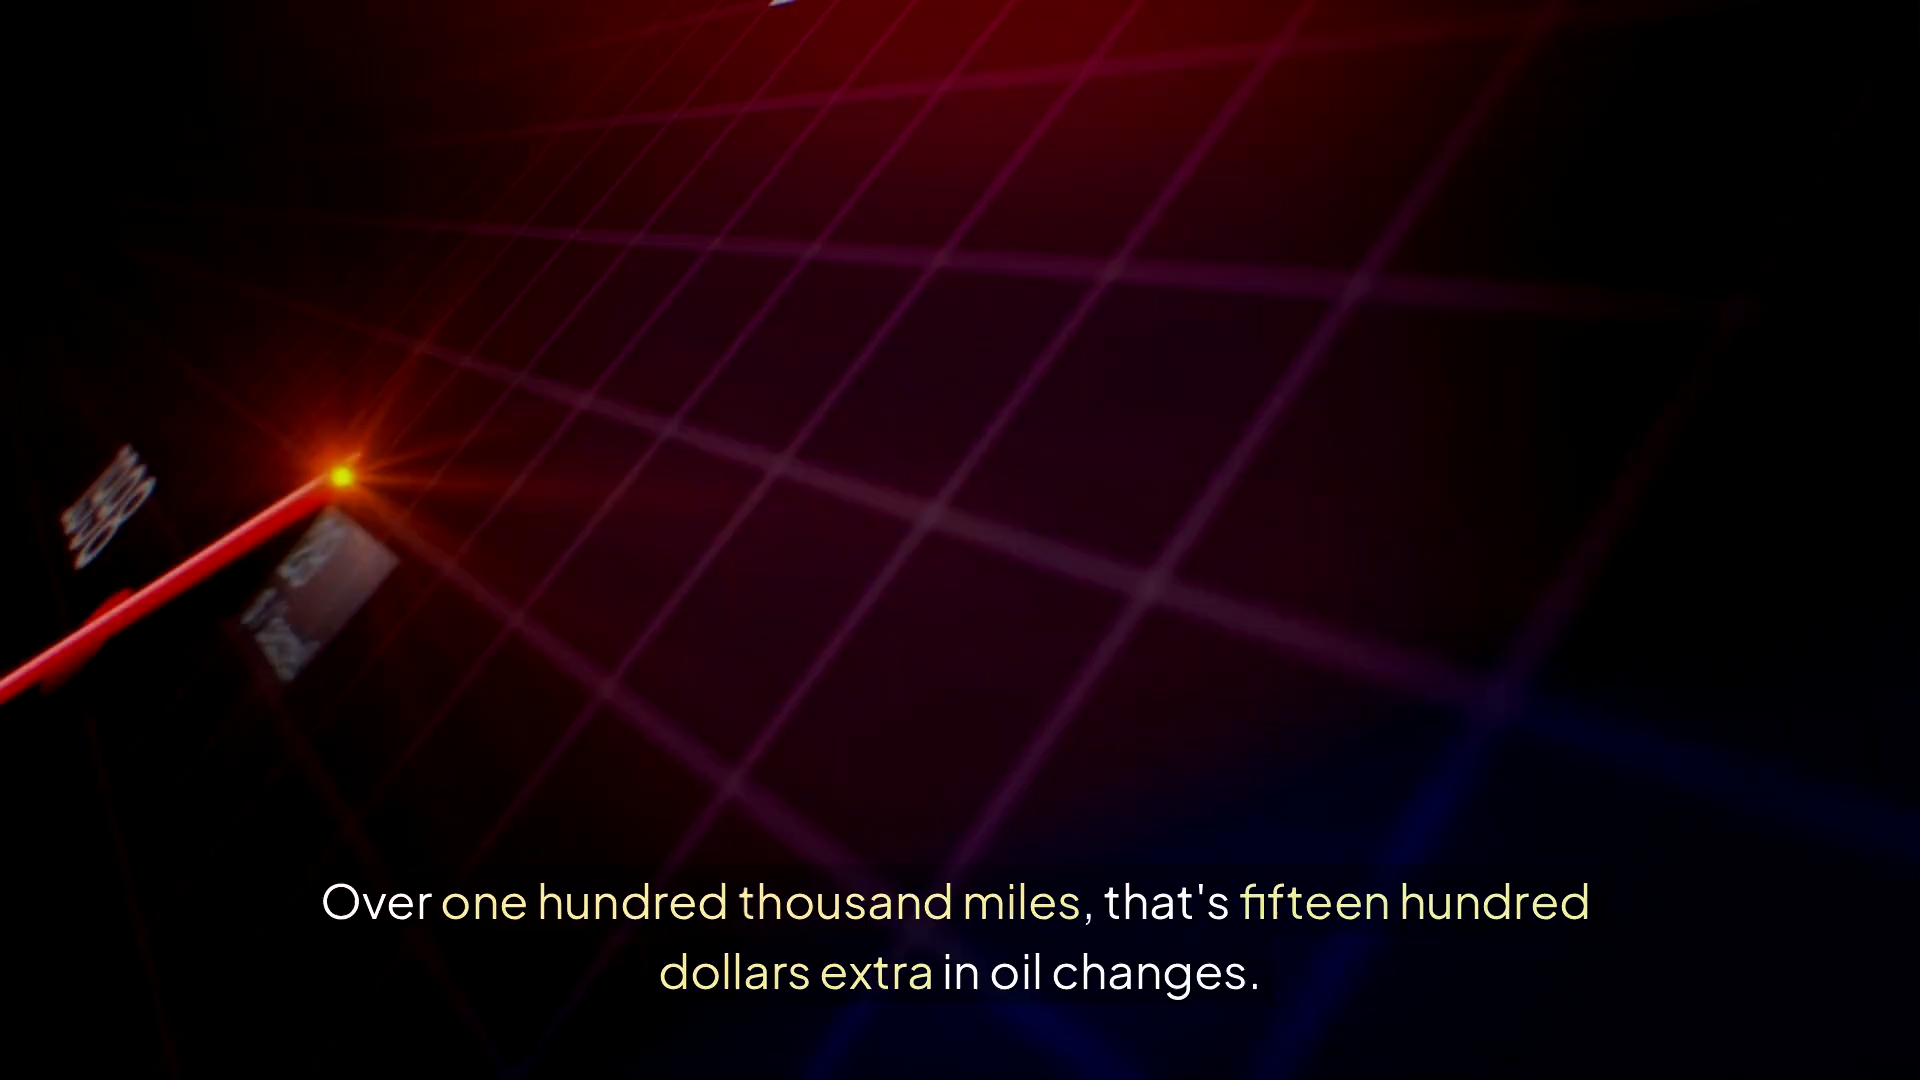 Over one hundred thousand miles, that's fifteen hundred
dollars extra in oil changes.